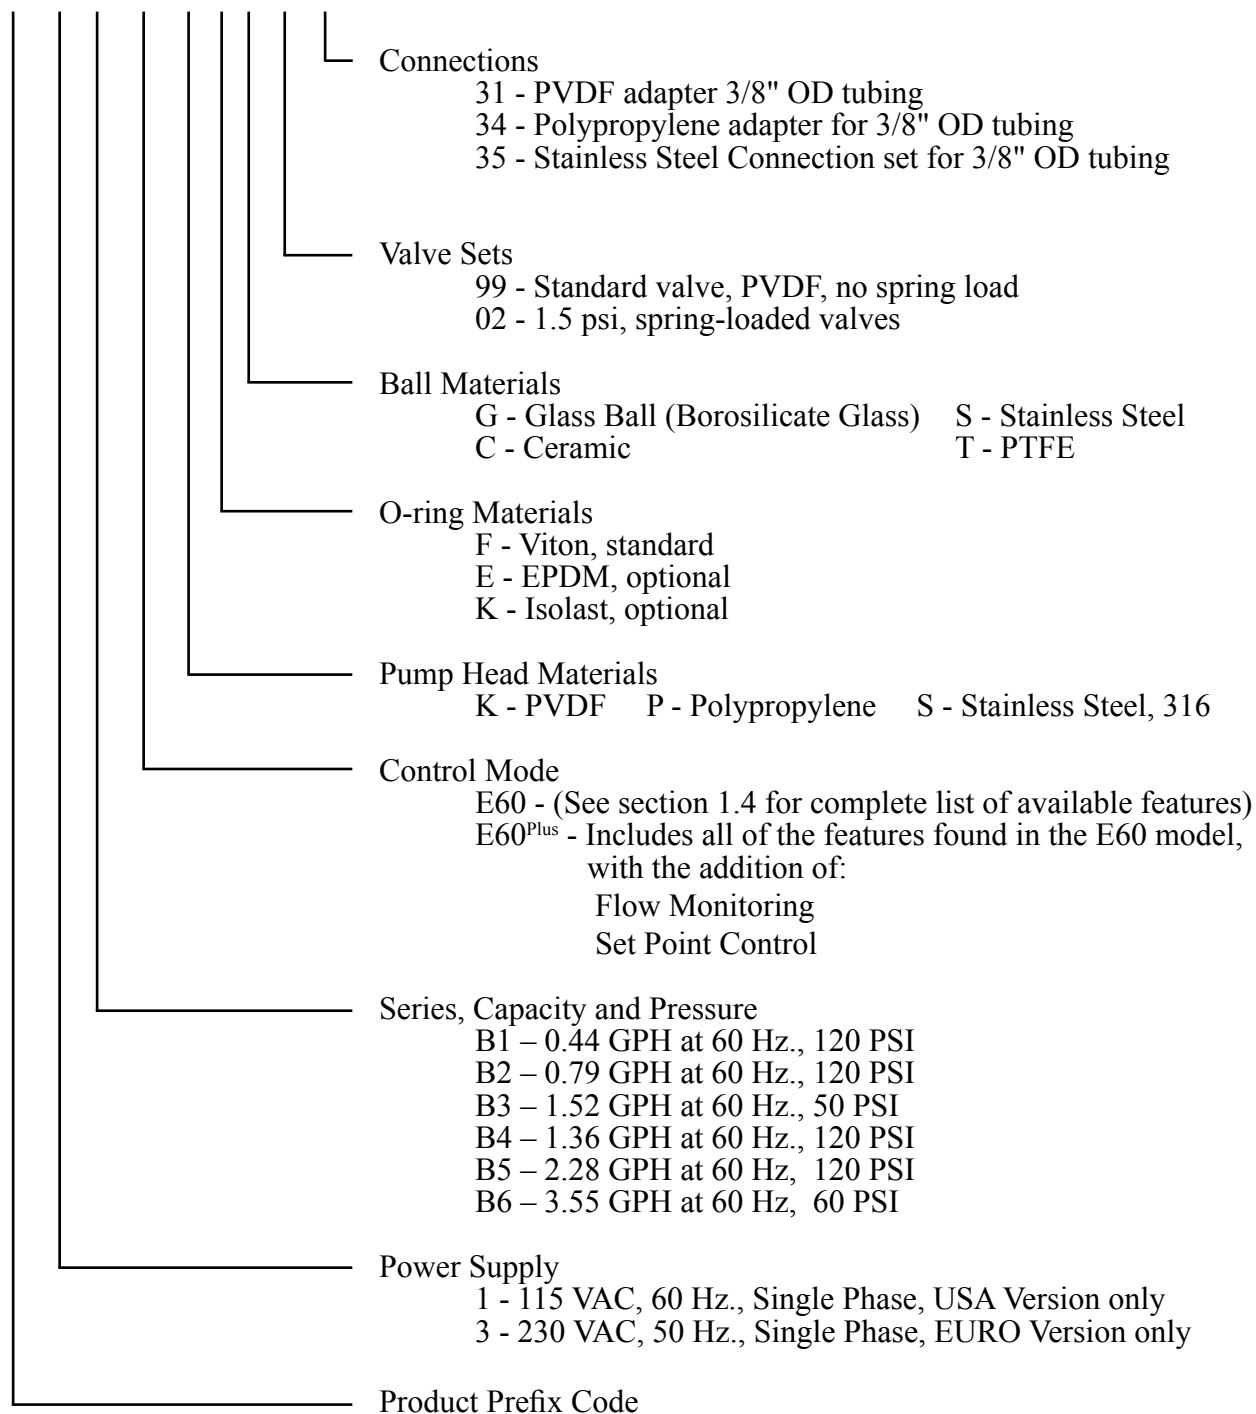 Connections
31 - PVDF adapter 3/8" OD tubing
34 - Polypropylene adapter for 3/8" OD tubing
35 - Stainless Steel Connection set for 3/8" OD tubing
Valve Sets
99 - Standard valve, PVDF, no spring load
02 - 1.5 psi, spring-loaded valves
Ball Materials
G - Glass Ball (Borosilicate Glass) S - Stainless Steel
C - Ceramic T - PTFE
O-ring Materials
F - Viton, standard
E - EPDM, optional
K - Isolast, optional
Pump Head Materials
K - PVDF P - Polypropylene S - Stainless Steel, 316
Control Mode
E60 - (See section 1.4 for complete list of available features)
E60Plus - Includes all of the features found in the E60 model,
with the addition of:
Flow Monitoring
Set Point Control
Series, Capacity and Pressure
B1 – 0.44 GPH at 60 Hz., 120 PSI
B2 – 0.79 GPH at 60 Hz., 120 PSI
B3 – 1.52 GPH at 60 Hz., 50 PSI
B4 – 1.36 GPH at 60 Hz., 120 PSI
B5 – 2.28 GPH at 60 Hz, 120 PSI
B6 – 3.55 GPH at 60 Hz, 60 PSI
Power Supply
1 - 115 VAC, 60 Hz., Single Phase, USA Version only
3 - 230 VAC, 50 Hz., Single Phase, EURO Version only
Product Prefix Code